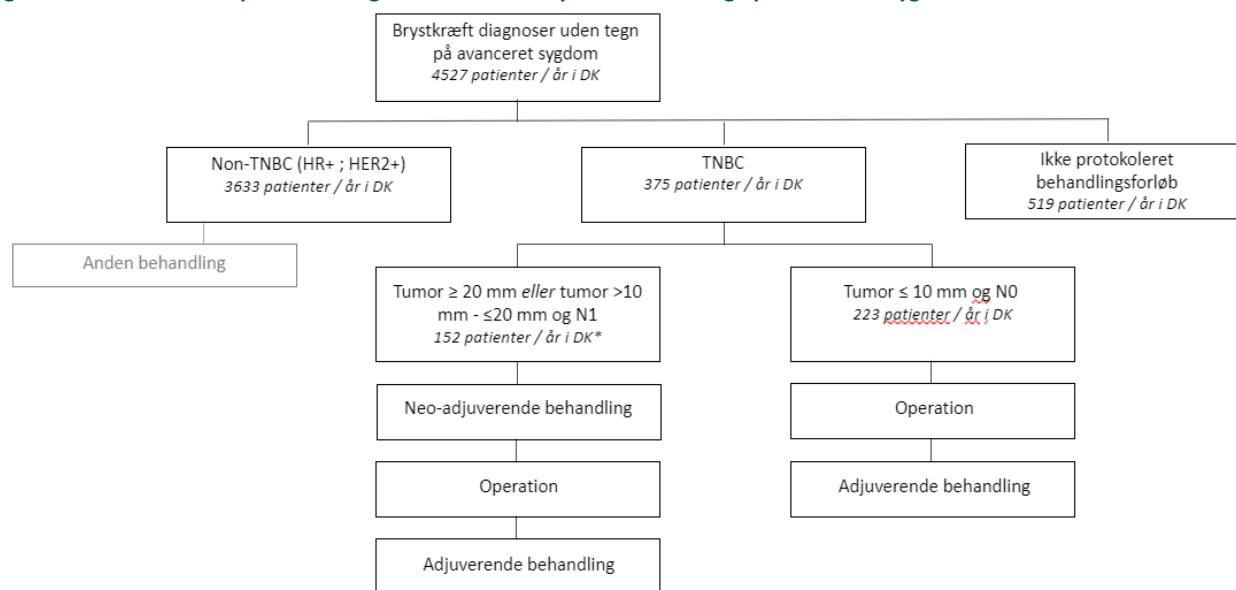 Brystkræft diagnoser uden tegn
på avanceret sygdom
4527 patienter / år i DK
Non-TNBC (HR+ ; HER2+)
3633 patienter / år i DK
TNBC
375 patienter / år i DK
Ikke protokoleret
behandlingsforløb
519 patienter / år i DK
Anden behandling
Tumor ≥ 20 mm eller tumor >10
mm - ≤20 mm og N1
152 patienter / år i DK*
Tumor ≤ 10 mm og N0
223 patienter / år i DK
Neo-adjuverende behandling
Operation
Operation
Adjuverende behandling
Adjuverende behandling